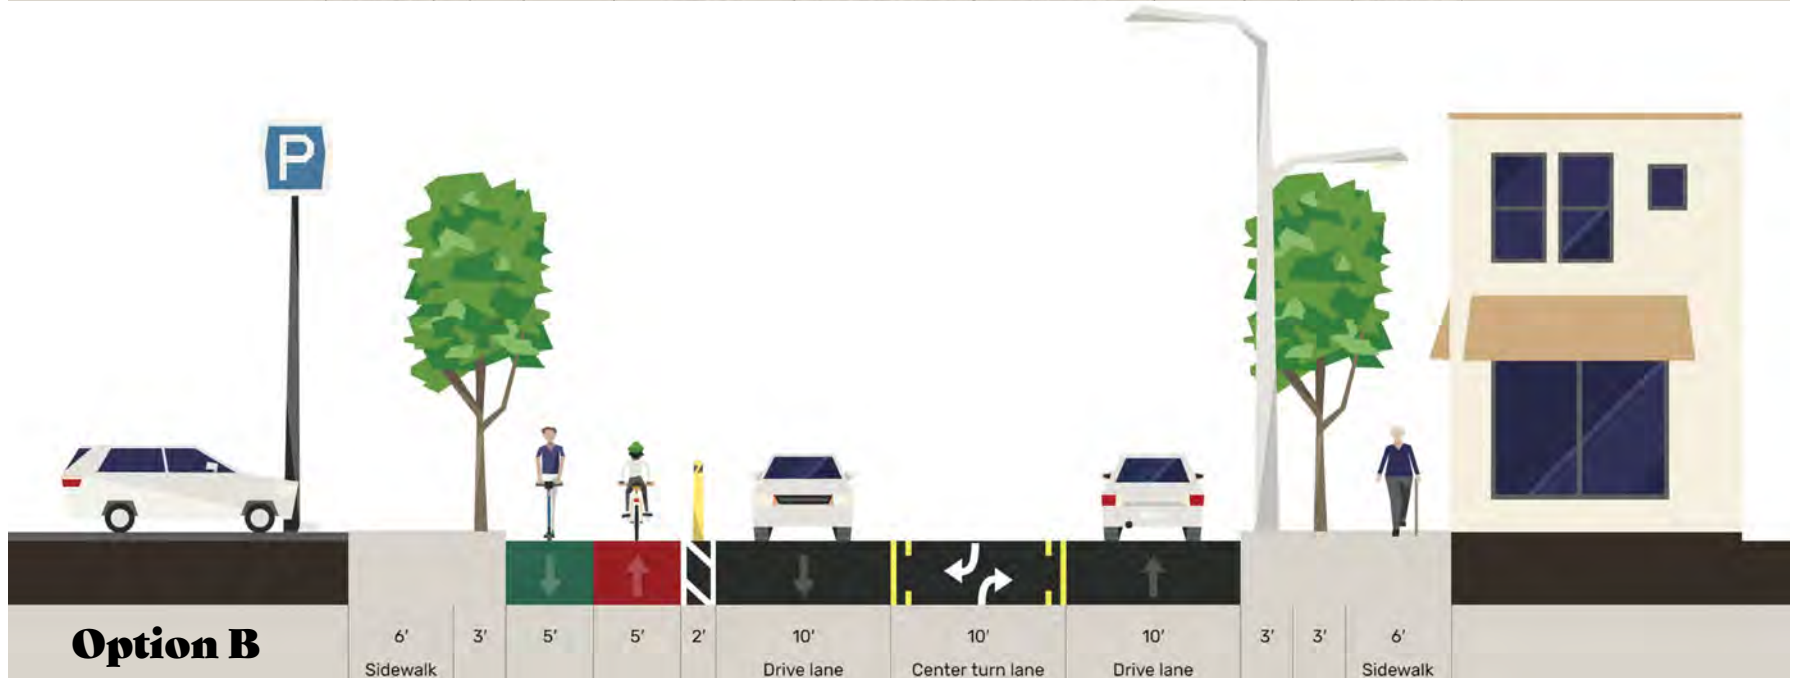 P
Option B
6' 3' 5' 5' 2' 10' 10' 10' 3' 3' 6'
Sidewalk Drive lane Center turn lane Drive lane Sidewalk